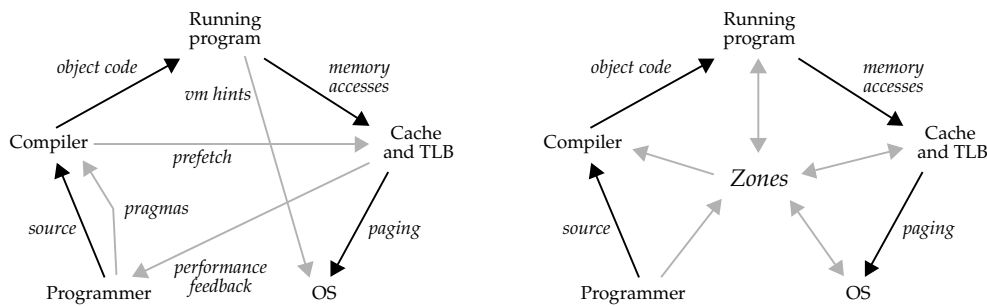 Running
program
object code
memory
accesses
vm hints
Compiler
Cache
and TLB
prefetch
pragmas
source
paging
performance
feedback
Programmer
OS
Running
program
object code
memory
accesses
Compiler
Cache
and TLB
Zones
source
paging
Programmer
OS